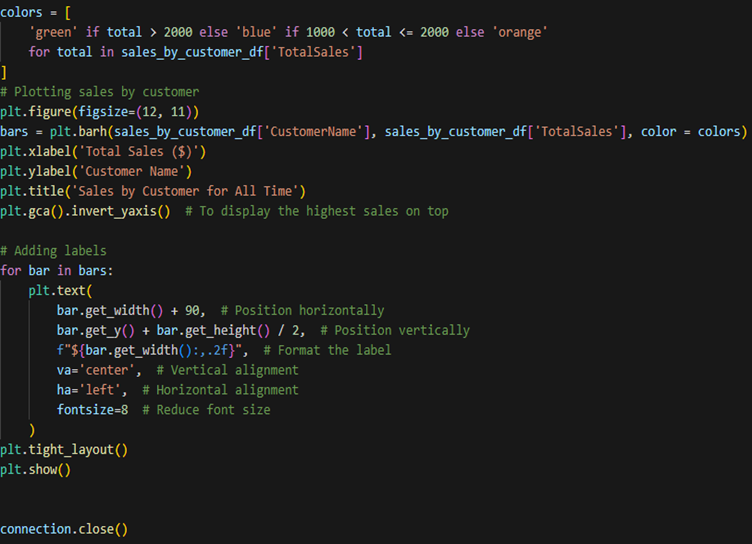 colors = [
    'green' if total > 2000 else 'blue' if 1000 < total <= 2000 else 'orange'
    for total in sales_by_customer_df['TotalSales']
]
# Plotting sales by customer
plt.figure(figsize=(12, 11))
bars = plt.barh(sales_by_customer_df['CustomerName'], sales_by_customer_df['TotalSales'], color = colors)
plt.xlabel('Total Sales ($)')
plt.ylabel('Customer Name')
plt.title('Sales by Customer for All Time')
plt.gca().invert_yaxis()  # To display the highest sales on top

# Adding labels
for bar in bars:
    plt.text(
        bar.get_width() + 90,  # Position horizontally
        bar.get_y() + bar.get_height() / 2,  # Position vertically
        f"${bar.get_width():,.2f}",  # Format the label
        va='center',  # Vertical alignment
        ha='left',  # Horizontal alignment
        fontsize=8  # Reduce font size
    )
plt.tight_layout()
plt.show()


connection.close()